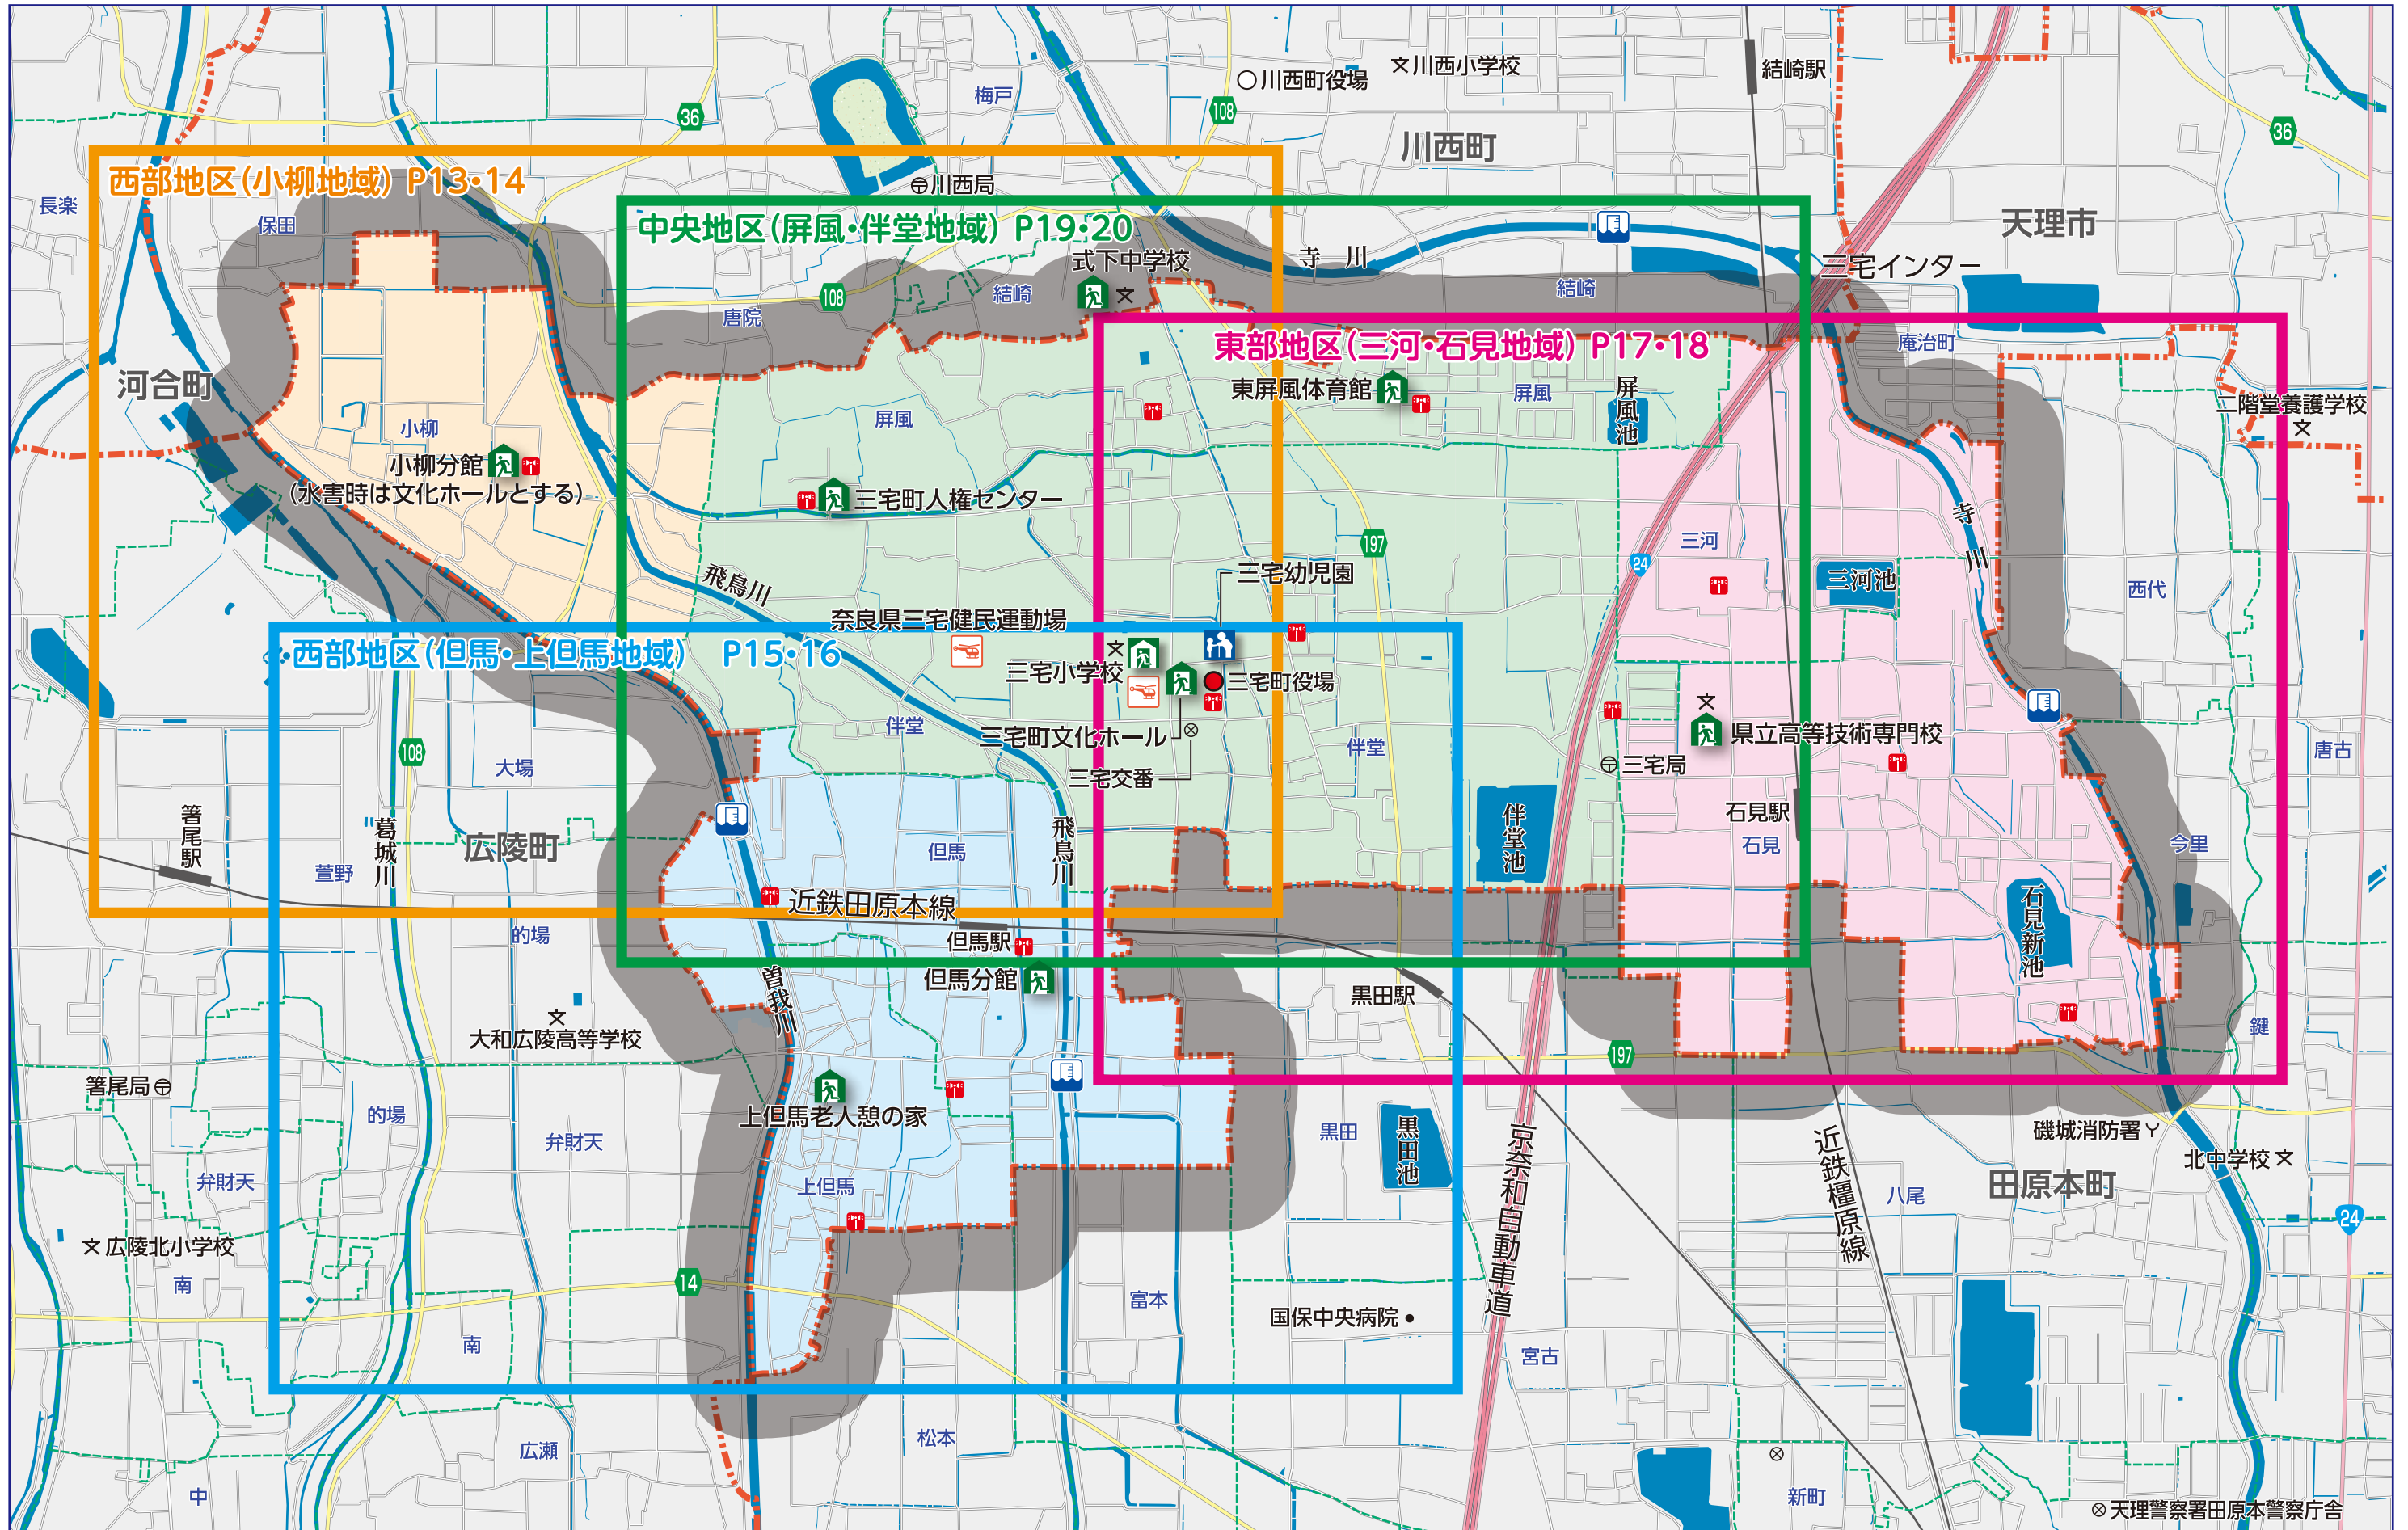 川西町役場
川西小学校
結崎駅
梅戸
36
108
36
川西町
西部地区（小柳地域） P13・14
川西局
長楽
保田
中央地区（屏風・伴堂地域） P19・20
天理市
式下中学校
寺川
三宅インター
結崎
結崎
108
唐院
東部地区（三河・石見地域） P17・18
庵治町
河合町
東屏風体育館
屏風
屏風池
二階堂養護学校
小柳
屏風
小柳分館
（水害時は文化ホールとする）
三宅町人権センター
寺川
197
三河
24
三河池
飛鳥川
三宅幼児園
西代
奈良県三宅健民運動場
西部地区（但馬・上但馬地域） P15・16
三宅小学校
三宅町役場
伴堂
三宅町文化ホール
伴堂
県立高等技術専門校
唐古
108
大場
三宅交番
三宅局
箸尾駅
葛城川
広陵町
飛鳥川
伴堂池
石見駅
石見
今里
萱野
但馬
近鉄田原本線
石見新池
的場
但馬駅
但馬分館
曽我川
黒田駅
大和広陵高等学校
鍵
197
箸尾局
的場
上但馬老人憩の家
弁財天
黒田
黒田池
京奈和自動車道
近鉄橿原線
磯城消防署
北中学校
弁財天
上但馬
八尾
田原本町
24
広陵北小学校
南
14
富本
国保中央病院
南
宮古
広瀬
松本
中
新町
天理警察署田原本警察庁舎